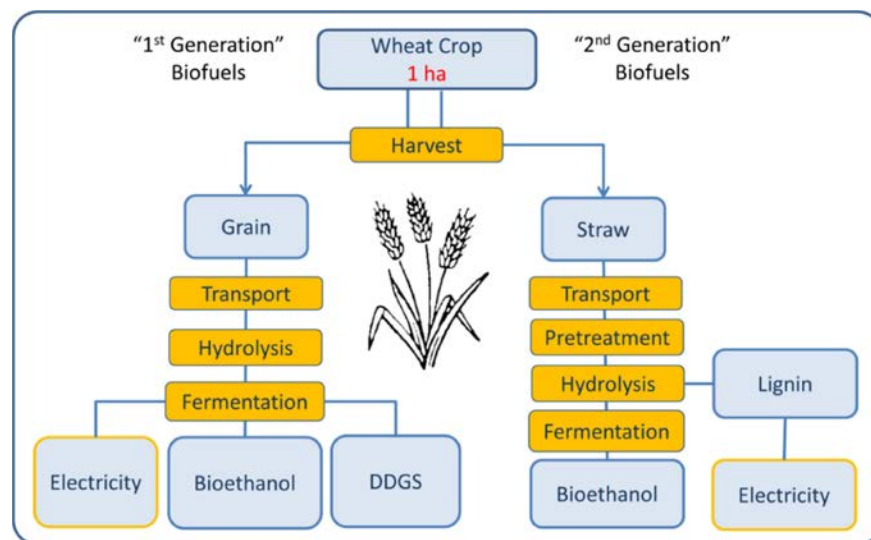 “1st Generation”
Biofuels
Wheat Crop
1 ha
“2nd Generation”
Biofuels
Harvest
Grain
Straw
Transport
Transport
Pretreatment
Hydrolysis
Hydrolysis
Lignin
Fermentation
Fermentation
Electricity
Bioethanol
DDGS
Bioethanol
Electricity